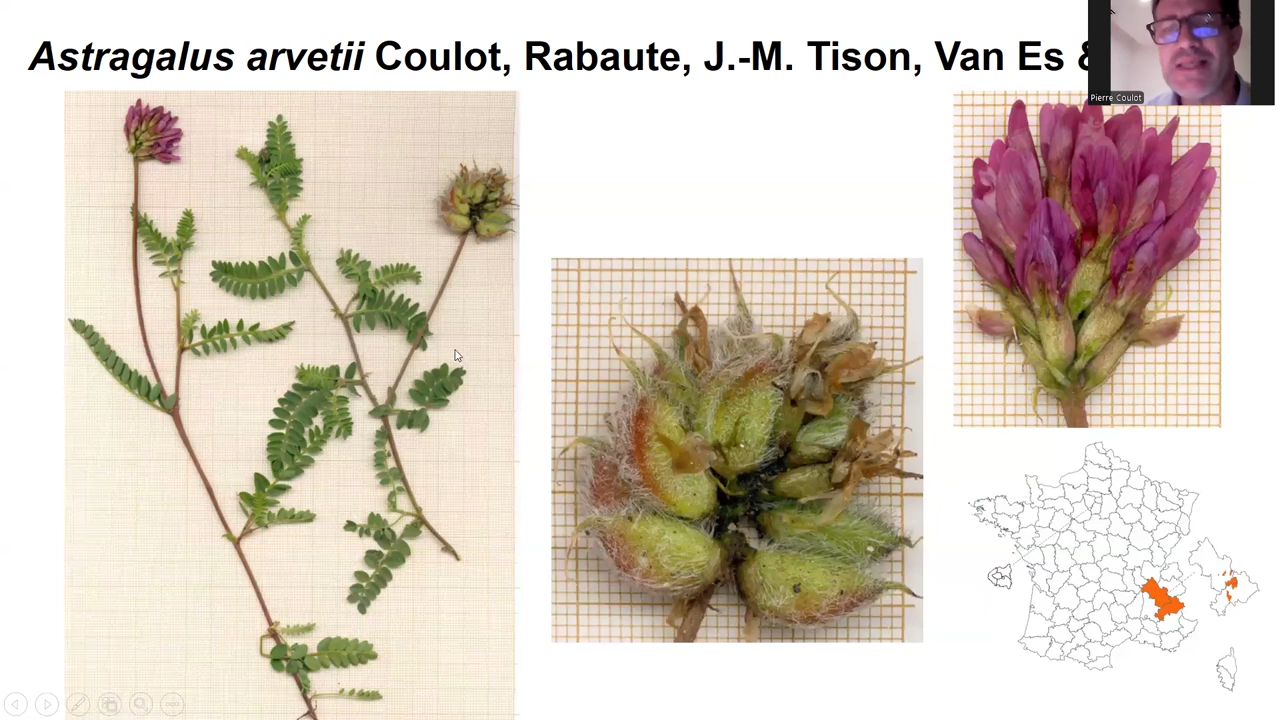 Astragalus arvetii Coulot, Rabaute, J.-M. Tison, Van Es &
Pierre Coulot